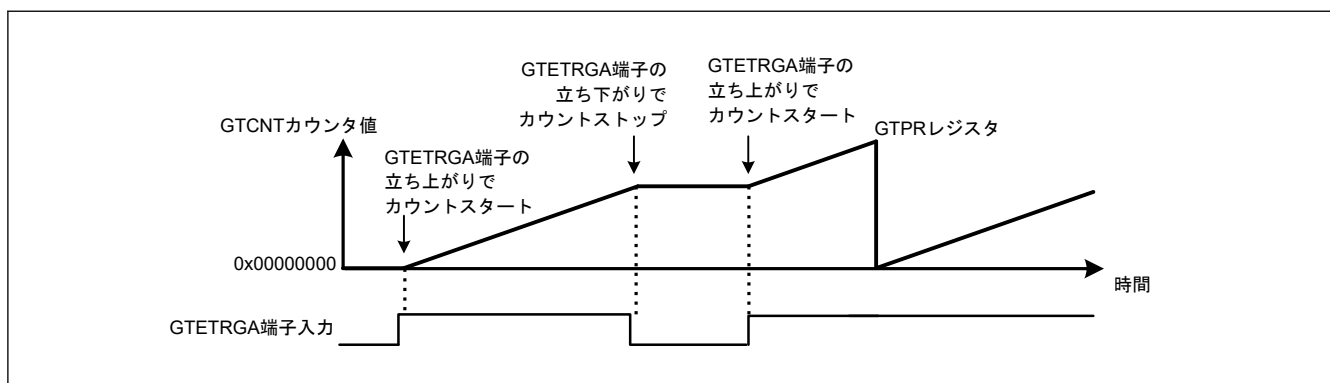 GTETRGA端子の
立ち下がりで
カウントストップ
GTETRGA端子の
立ち上がりで
カウントスタート
GTCNTカウンタ値
GTPRレジスタ
GTETRGA端子の
立ち上がりで
カウントスタート
0x00000000
時間
GTETRGA端子入力